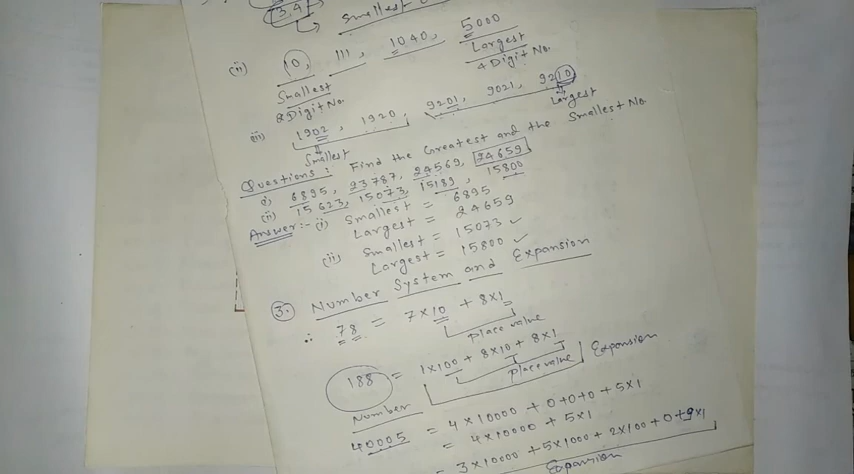 3.4
Smallest
(ii) 10, 111, 1040, 5000
Smallest
2 Digit No.
Largest
4 Digit No.
(iii) 1902, 1920, 9201, 9021, 9210
Smallest
Largest
Questions: Find the Greatest and the Smallest No.
i) 6895, 23787, 24569, 24659
(ii) 15623, 15073, 15189, 15800
Answer:- (i) Smallest = 6895
Largest = 24659
(ii) Smallest = 15073 ✓
Largest = 15800 ✓
3. Number System and Expansion
∴ 78 = 7×10 + 8×1
place value
188 = 1×100 + 8×10 + 8×1
place value
Expansion
Number
40005 = 4×10000 + 0+0+0 + 5×1
= 4×10000 + 5×1
= 3×10000 + 5×1000 + 2×100 + 0+9×1
Expansion